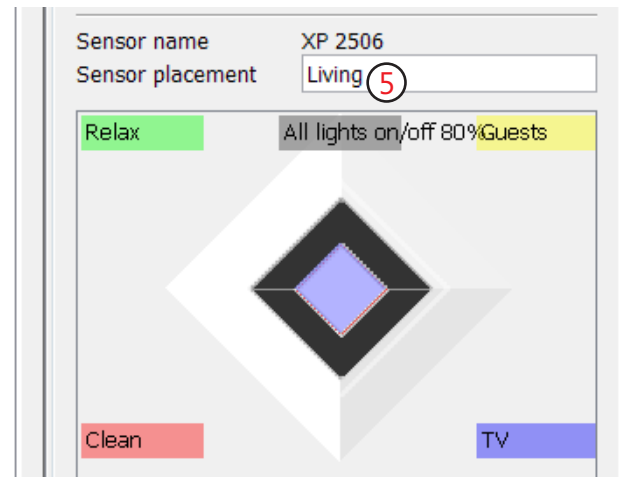 Sensor name XP 2506
Sensor placement Living 5
Relax All lights on/off 80% Guests
Clean TV